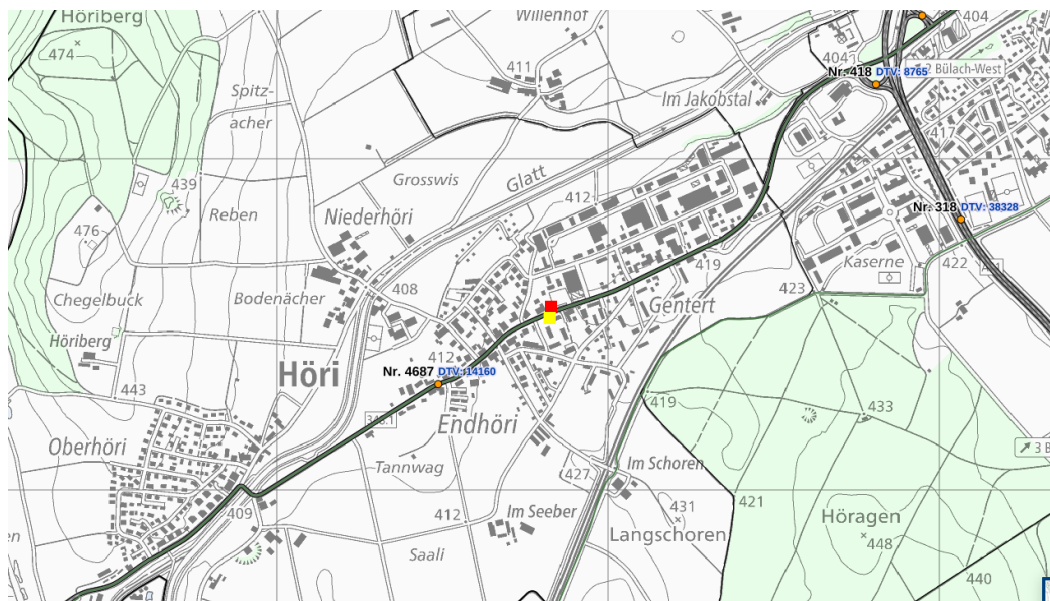 Höriberg
474
Willenhof
404
411
404
Nr. 418 DTV: 8765
2 Bülach-West
Spitz-
acher
Im Jakobstal
417
439
Grosswis
Glatt
412
Reben
Niederhöri
Nr. 318 DTV: 38328
476
Kaserne
422
419
Chegelbuck
Bodenächer
408
423
Gentert
Höriberg
412
Höri
Nr. 4687 DTV: 14160
443
419
433
340.1
Endhöri
Oberhöri
Tannwag
Im Schoren
427
3 B
421
409
412
Im Seeber
431
Höragen
Langschoren
448
Saali
440